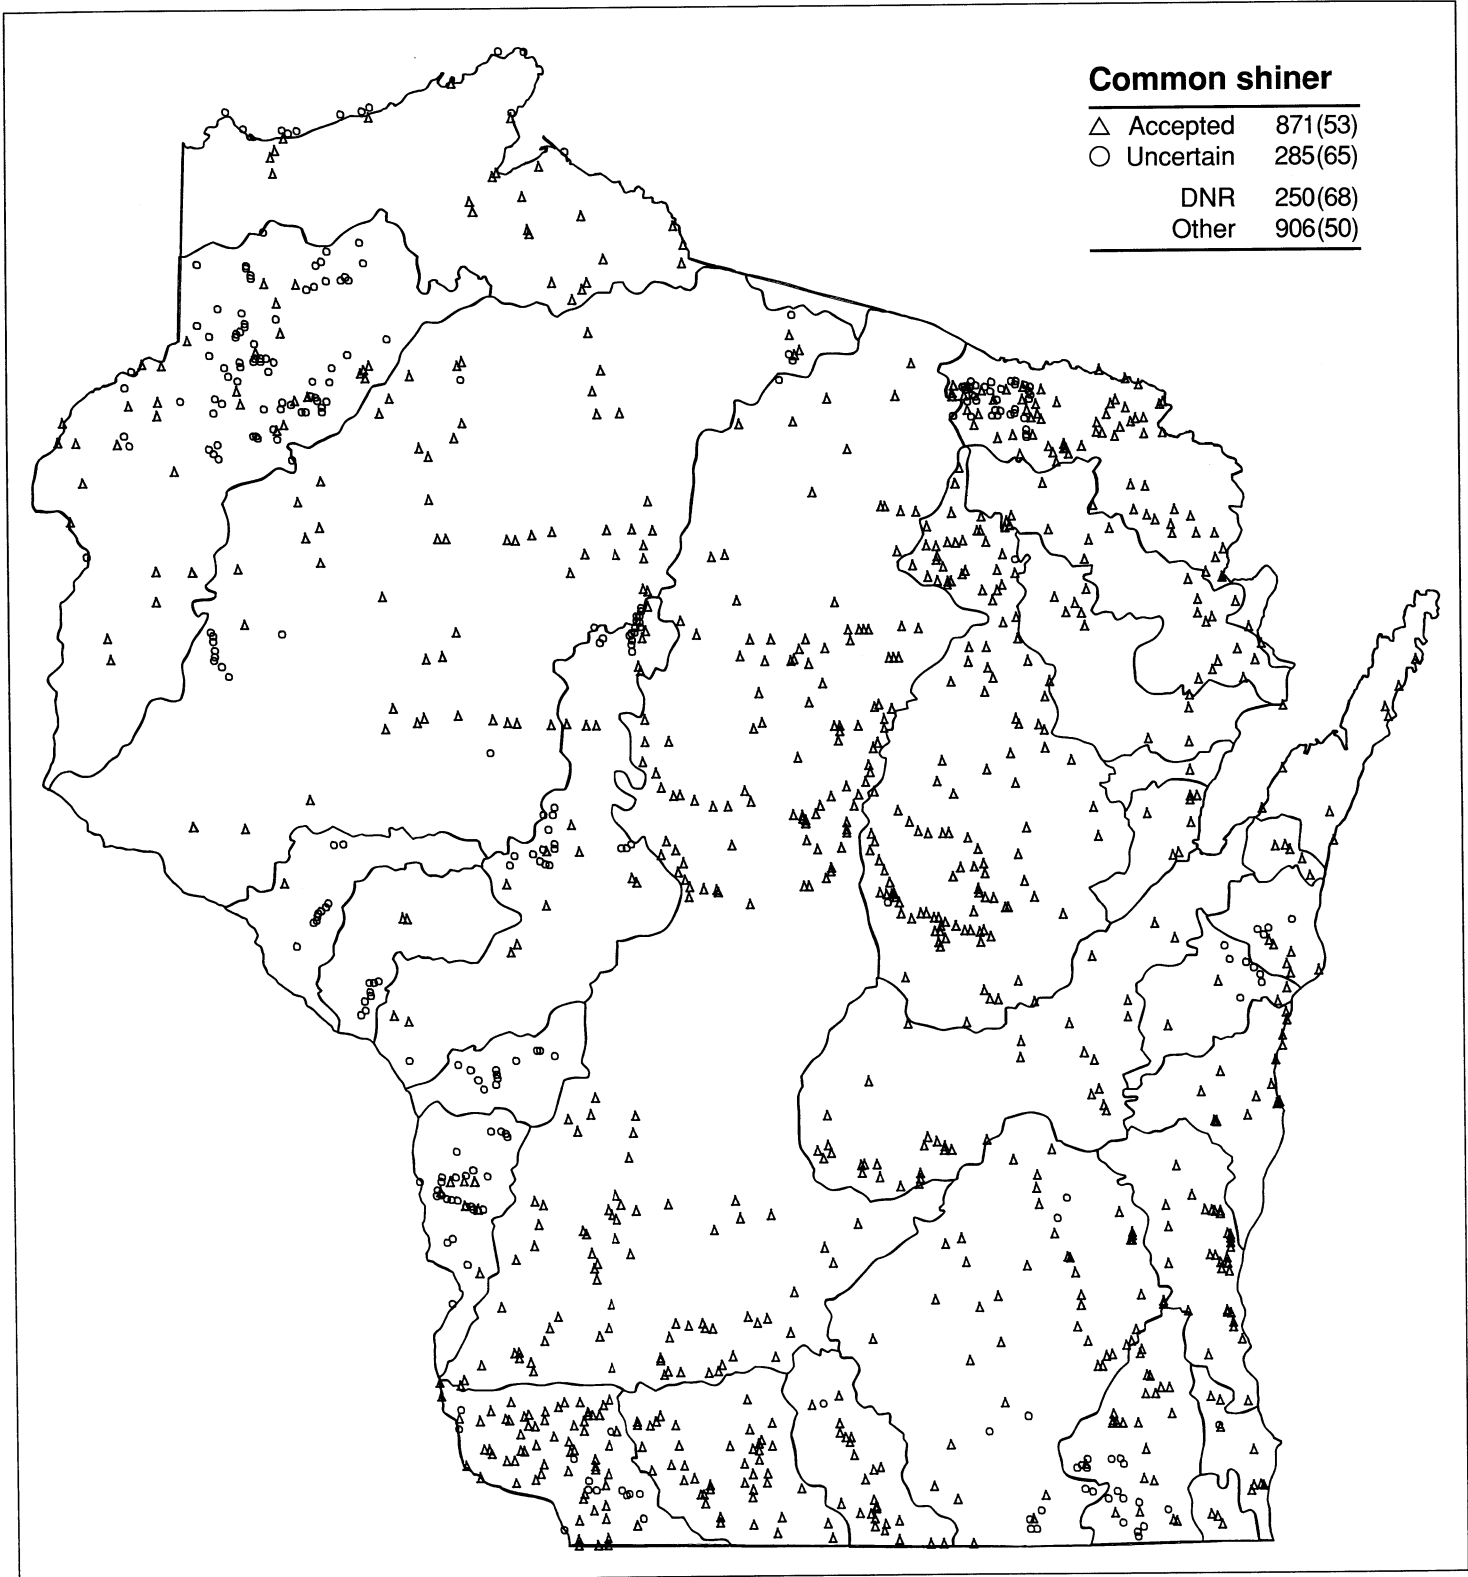 Common shiner
△ Accepted 871(53)
○ Uncertain 285(65)
DNR 250(68)
Other 906(50)